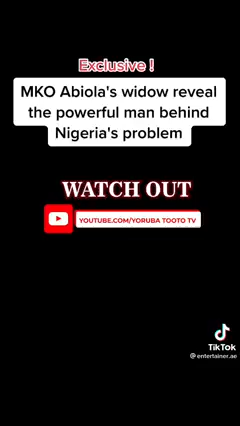 Exclusive !
MKO Abiola's widow reveal
the powerful man behind
Nigeria's problem
WATCH OUT
YOUTUBE.COM/YORUBA TOOTO TV
TikTok
@entertainer.ae